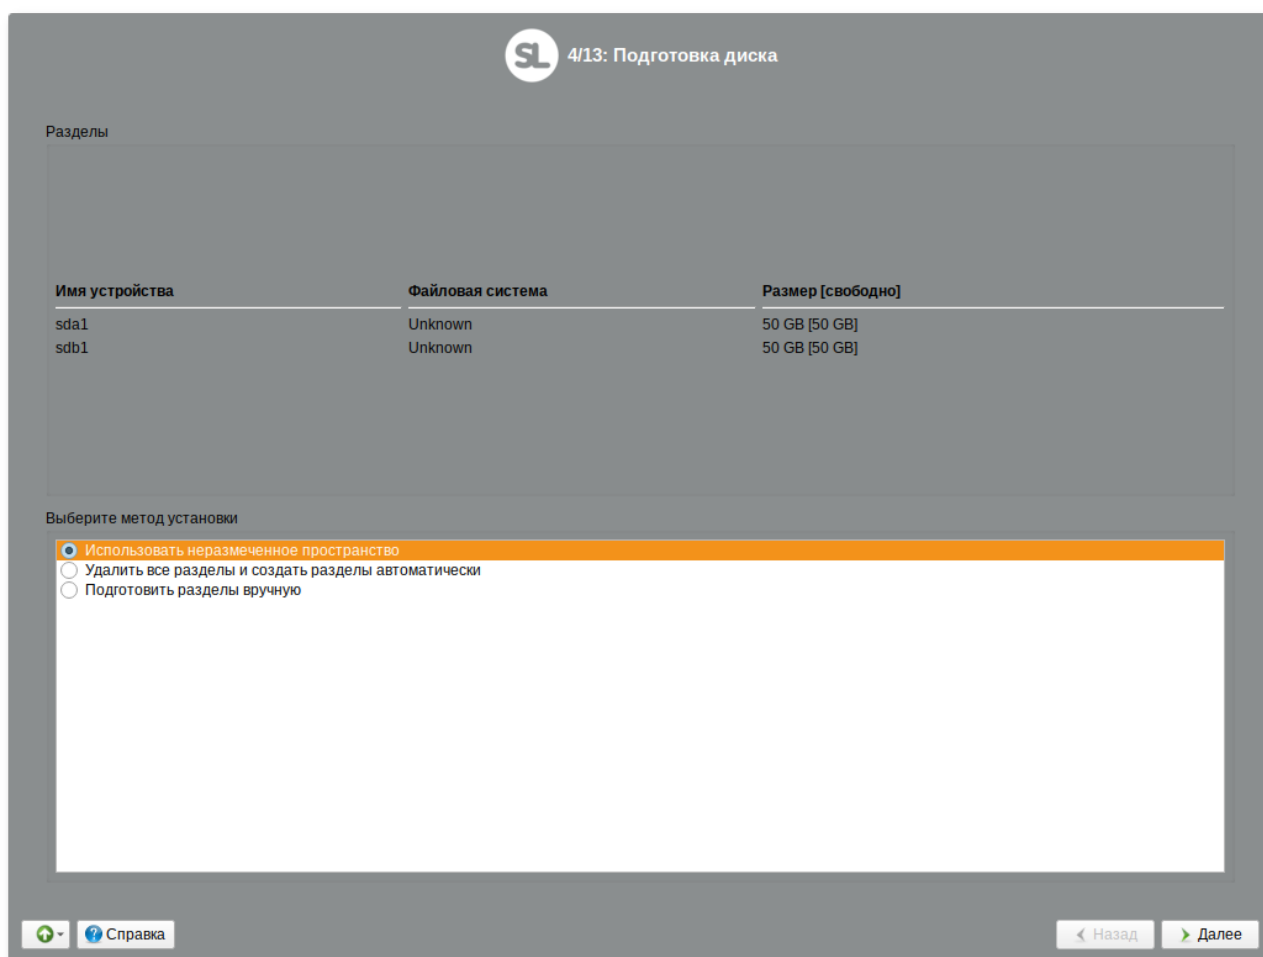 SL 4/13: Подготовка диска
Разделы
Имя устройства Файловая система Размер [свободно]
sda1 Unknown 50 GB [50 GB]
sdb1 Unknown 50 GB [50 GB]
Выберите метод установки
Использовать неразмеченное пространство
Удалить все разделы и создать разделы автоматически
Подготовить разделы вручную
Справка Назад Далее